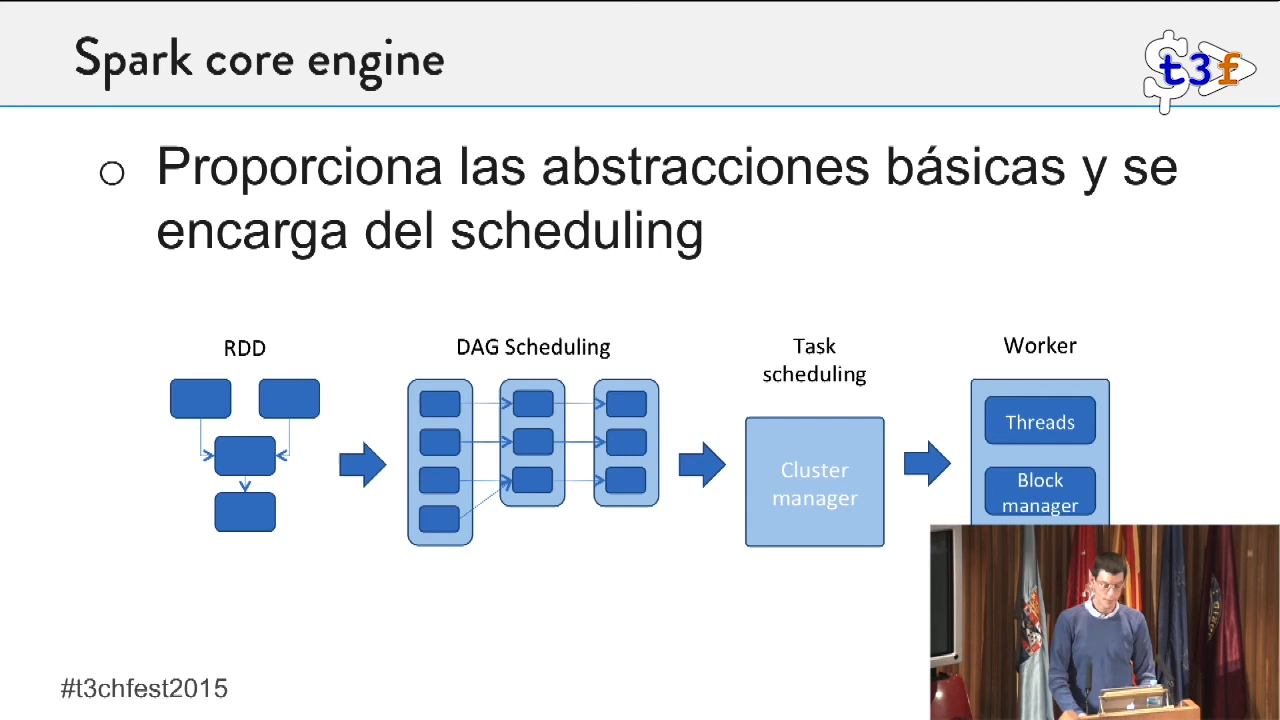 Spark core engine
t3f
Proporciona las abstracciones básicas y se
encarga del scheduling
RDD
DAG Scheduling
Task
scheduling
Worker
Cluster
manager
Threads
Block
manager
#t3chfest2015